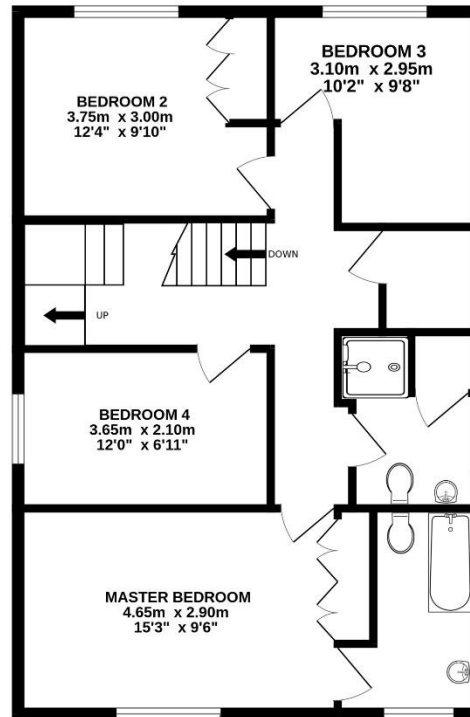 BEDROOM 2
3.75m x 3.00m
12'4" x 9'10"
BEDROOM 3
3.10m x 2.95m
10'2" x 9'8"
DOWN
UP
BEDROOM 4
3.65m x 2.10m
12'0" x 6'11"
MASTER BEDROOM
4.65m x 2.90m
15'3" x 9'6"